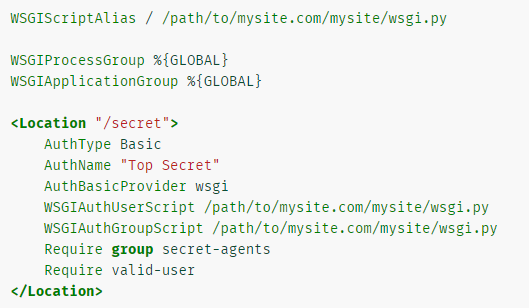 WSGIScriptAlias / /path/to/mysite.com/mysite/wsgi.py
WSGIProcessGroup %{GLOBAL}
WSGIApplicationGroup %{GLOBAL}
<Location "/secret">
AuthType Basic
AuthName "Top Secret"
AuthBasicProvider wsgi
WSGIAuthUserScript /path/to/mysite.com/mysite/wsgi.py
WSGIAuthGroupScript /path/to/mysite.com/mysite/wsgi.py
Require group secret-agents
Require valid-user
</Location>